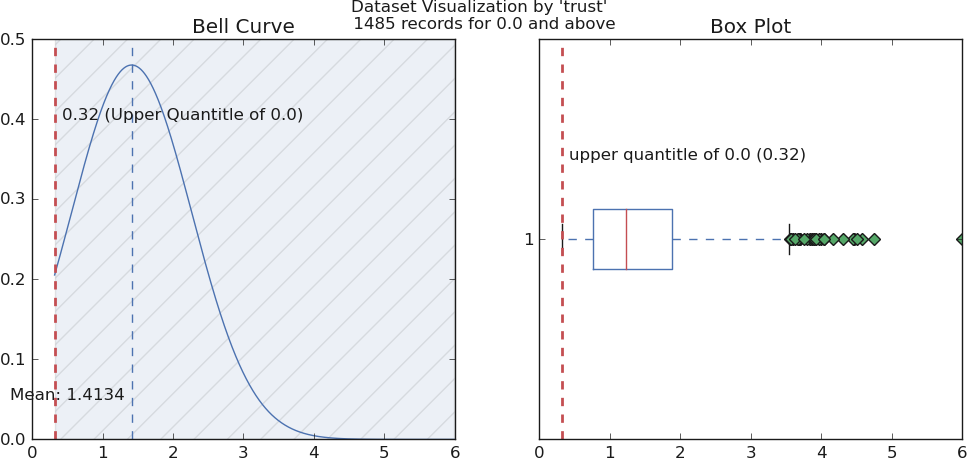 Dataset Visualization by 'trust'
1485 records for 0.0 and above
Bell Curve
0.5
0.4
0.3
0.2
0.1
0.0
0.32 (Upper Quantitle of 0.0)
Mean: 1.4134
0 1 2 3 4 5 6
Box Plot
upper quantitle of 0.0 (0.32)
1
0 1 2 3 4 5 6